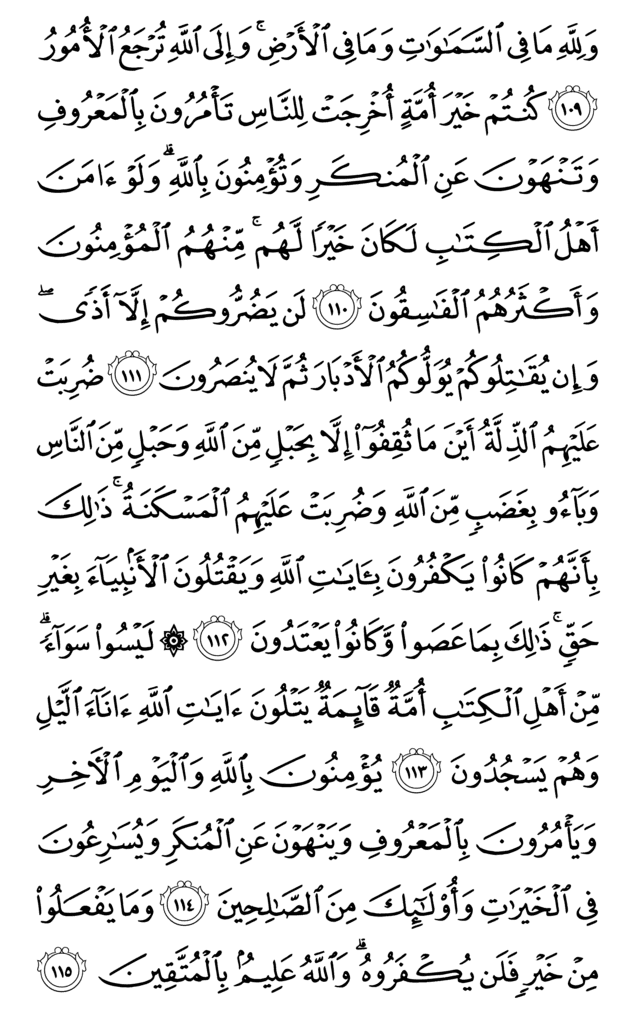 وَلِلَّهِ مَا فِي ٱلسَّمَٰوَٰتِ وَمَا فِي ٱلۡأَرۡضِۚ وَإِلَى ٱللَّهِ تُرۡجَعُ ٱلۡأُمُورُ
١٠٩ كُنتُمۡ خَيۡرَ أُمَّةٍ أُخۡرِجَتۡ لِلنَّاسِ تَأۡمُرُونَ بِٱلۡمَعۡرُوفِ
وَتَنۡهَوۡنَ عَنِ ٱلۡمُنكَرِ وَتُؤۡمِنُونَ بِٱللَّهِۗ وَلَوۡ ءَامَنَ
أَهۡلُ ٱلۡكِتَٰبِ لَكَانَ خَيۡرٗا لَّهُمۚ مِّنۡهُمُ ٱلۡمُؤۡمِنُونَ
وَأَكۡثَرُهُمُ ٱلۡفَٰسِقُونَ ١١٠ لَن يَضُرُّوكُمۡ إِلَّآ أَذٗىۖ
وَإِن يُقَٰتِلُوكُمۡ يُوَلُّوكُمُ ٱلۡأَدۡبَارَ ثُمَّ لَا يُنصَرُونَ ١١١ ضُرِبَتۡ
عَلَيۡهِمُ ٱلذِّلَّةُ أَيۡنَ مَا ثُقِفُوٓاْ إِلَّا بِحَبۡلٖ مِّنَ ٱللَّهِ وَحَبۡلٖ مِّنَ ٱلنَّاسِ
وَبَآءُو بِغَضَبٖ مِّنَ ٱللَّهِ وَضُرِبَتۡ عَلَيۡهِمُ ٱلۡمَسۡكَنَةُۚ ذَٰلِكَ
بِأَنَّهُمۡ كَانُواْ يَكۡفُرُونَ بِـَٔايَٰتِ ٱللَّهِ وَيَقۡتُلُونَ ٱلۡأَنۢبِيَآءَ بِغَيۡرِ
حَقّٖۚ ذَٰلِكَ بِمَا عَصَواْ وَّكَانُواْ يَعۡتَدُونَ ١١٢ ۞ لَيۡسُواْ سَوَآءٗۗ
مِّنۡ أَهۡلِ ٱلۡكِتَٰبِ أُمَّةٞ قَآئِمَةٞ يَتۡلُونَ ءَايَٰتِ ٱللَّهِ ءَانَآءَ ٱلَّيۡلِ
وَهُمۡ يَسۡجُدُونَ ١١٣ يُؤۡمِنُونَ بِٱللَّهِ وَٱلۡيَوۡمِ ٱلۡأٓخِرِ
وَيَأۡمُرُونَ بِٱلۡمَعۡرُوفِ وَيَنۡهَوۡنَ عَنِ ٱلۡمُنكَرِ وَيُسَٰرِعُونَ
فِي ٱلۡخَيۡرَٰتِ وَأُوْلَٰٓئِكَ مِنَ ٱلصَّٰلِحِينَ ١١٤ وَمَا يَفۡعَلُواْ
مِنۡ خَيۡرٖ فَلَن يُكۡفَرُوهُۗ وَٱللَّهُ عَلِيمُۢ بِٱلۡمُتَّقِينَ ١١٥